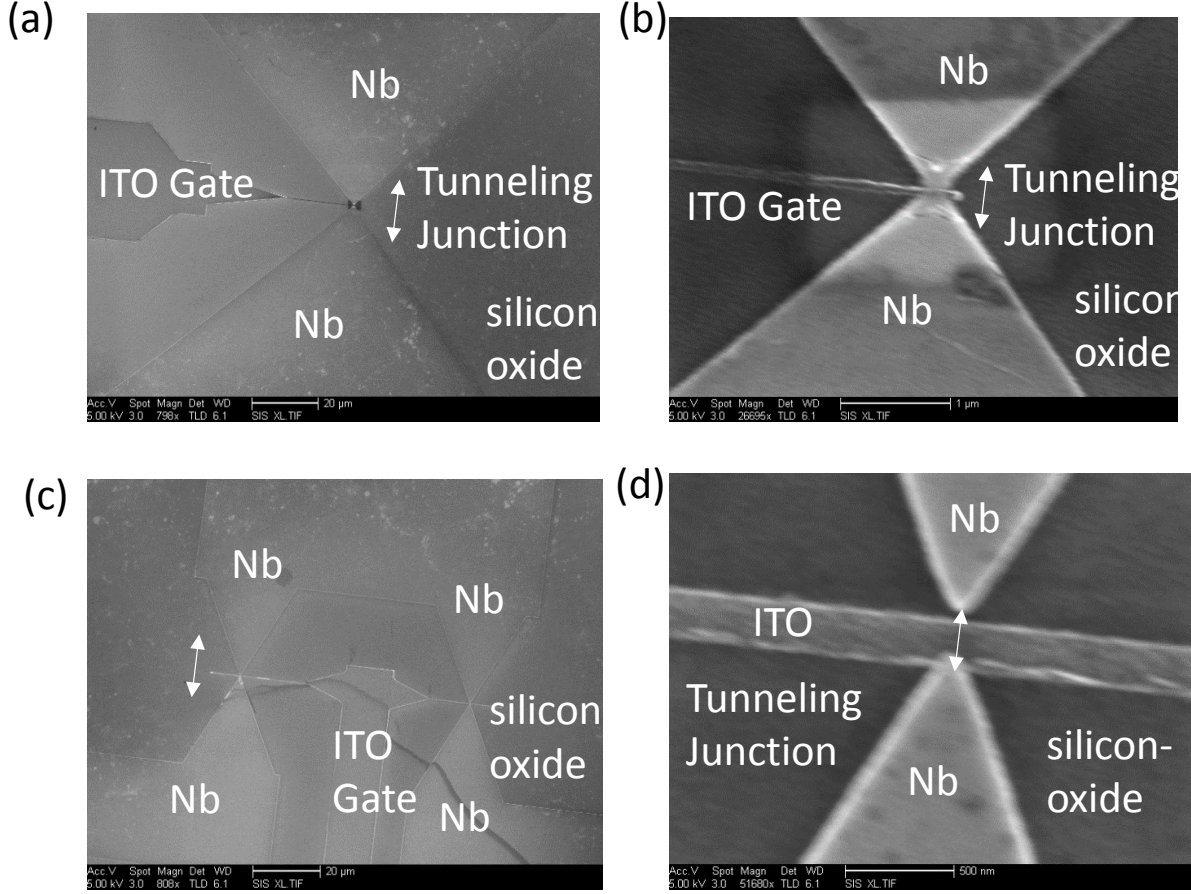 (a)
Nb
ITO Gate
Tunneling
Junction
Nb
silicon
oxide
Acc.V Spot Magn Det WD
5.00 kV 3.0 798x TLD 6.1 SIS XL.TIF
20 µm
(b)
Nb
ITO Gate
Tunneling
Junction
Nb
silicon
oxide
Acc.V Spot Magn Det WD
5.00 kV 3.0 26695x TLD 6.1 SIS XL.TIF
1 µm
(c)
Nb
Nb
silicon
oxide
ITO
Gate
Nb
Nb
Acc.V Spot Magn Det WD
5.00 kV 3.0 808x TLD 6.1 SIS XL.TIF
20 µm
(d)
Nb
ITO
Tunneling
Junction
silicon-
oxide
Nb
Acc.V Spot Magn Det WD
5.00 kV 3.0 51680x TLD 6.1 SIS XL.TIF
500 nm